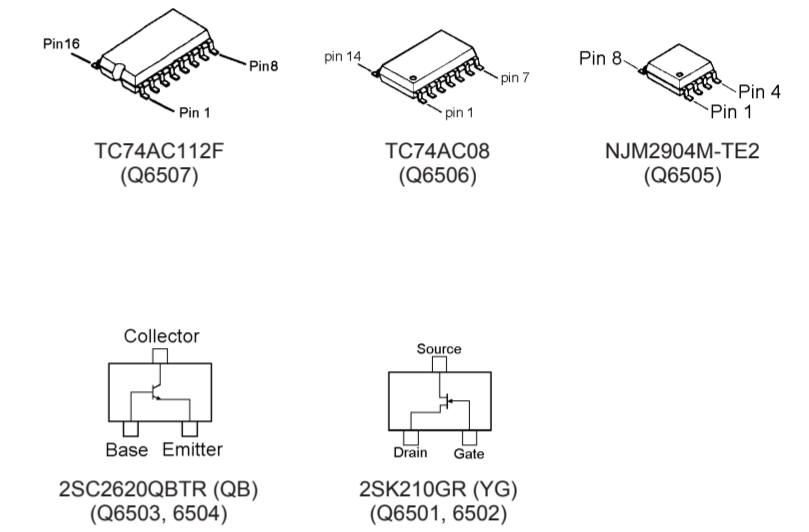 Pin16
Pin8
Pin 1
TC74AC112F
(Q6507)
pin 14
pin 7
pin 1
TC74AC08
(Q6506)
Pin 8
Pin 4
Pin 1
NJM2904M-TE2
(Q6505)
Collector
Base Emitter
2SC2620QBTR (QB)
(Q6503, 6504)
Source
Drain Gate
2SK210GR (YG)
(Q6501, 6502)